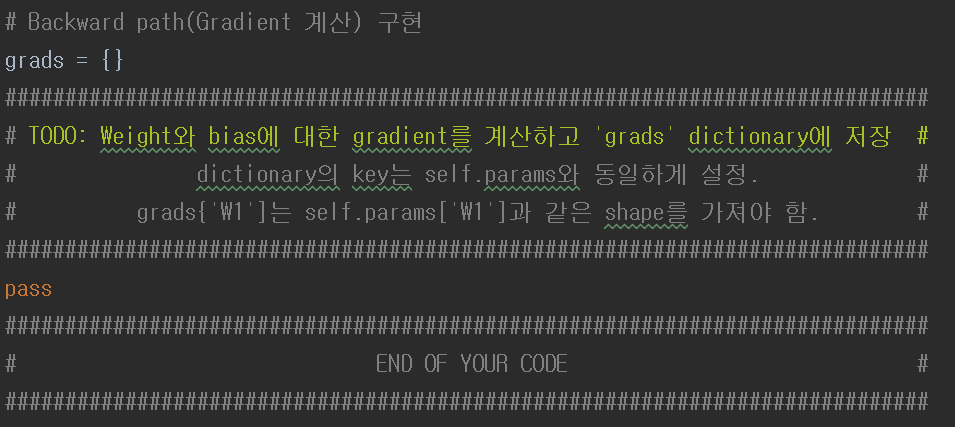 # Backward path(Gradient 계산) 구현
grads = {}
#############################################################################
# TODO: Weight와 bias에 대한 gradient를 계산하고 'grads' dictionary에 저장 #
# dictionary의 key는 self.params와 동일하게 설정. #
# grads{'W1']는 self.params['W1']과 같은 shape를 가져야 함. #
#############################################################################
pass
#############################################################################
# END OF YOUR CODE #
#############################################################################